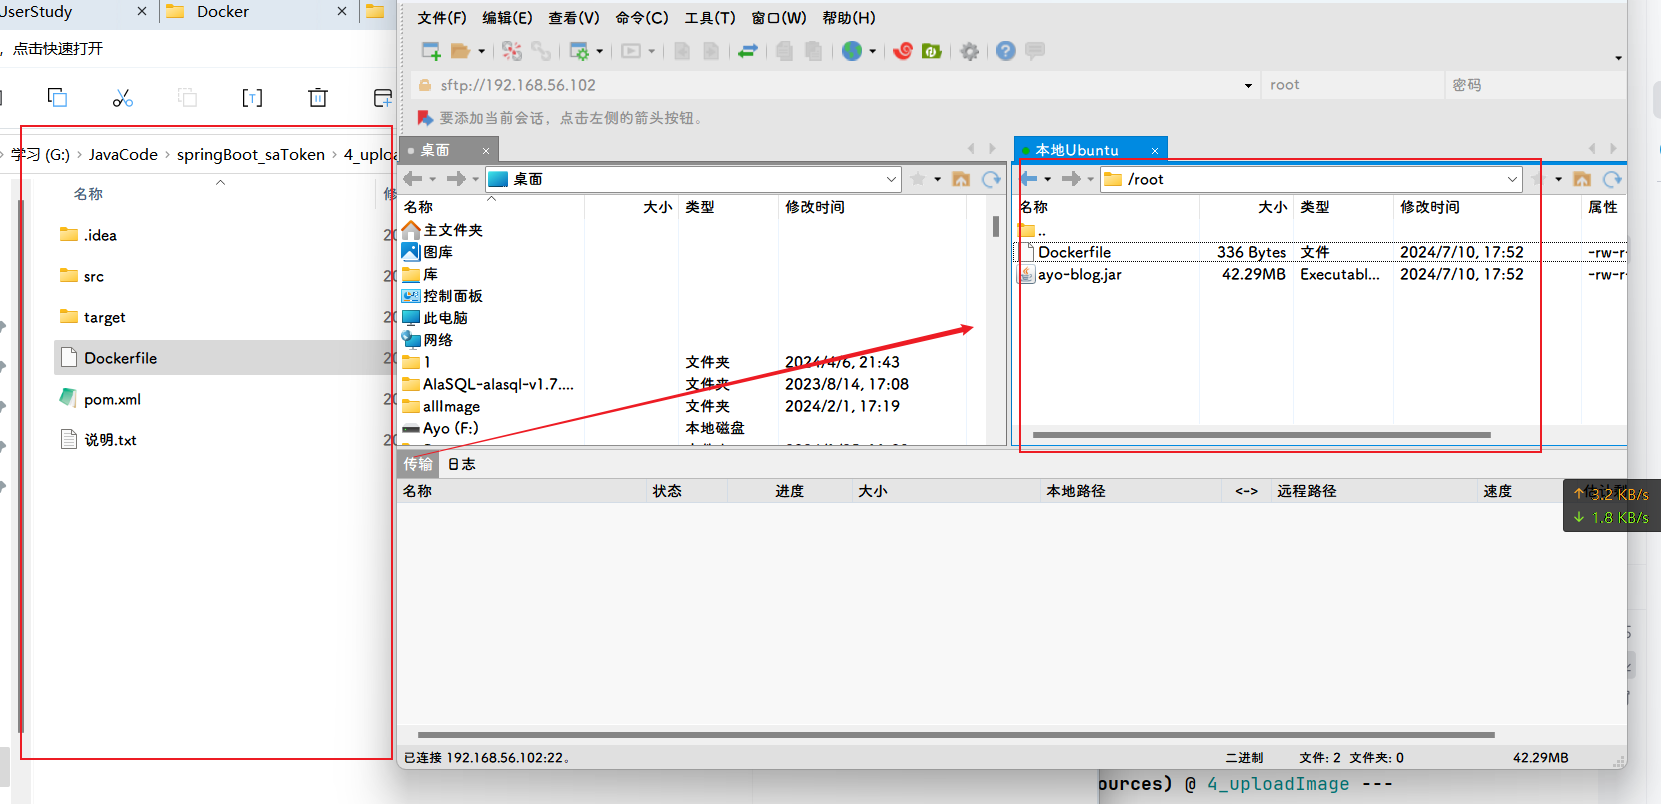 UserStudy
Docker
，点击快速打开
学习 (G:) › JavaCode › springBoot_saToken › 4_uploa
名称
修
.idea
20
src
20
target
20
Dockerfile
20
pom.xml
20
说明.txt
20
文件(F) 编辑(E) 查看(V) 命令(C) 工具(T) 窗口(W) 帮助(H)
sftp://192.168.56.102
root
密码
要添加当前会话，点击左侧的箭头按钮。
桌面
桌面
名称 大小 类型 修改时间
主文件夹
图库
库
控制面板
此电脑
网络
1 文件夹 2024/4/6, 21:43
AlaSQL-alasql-v1.7.... 文件夹 2023/8/14, 17:08
allImage 文件夹 2024/2/1, 17:19
Ayo (F:) 本地磁盘
本地Ubuntu
/root
名称 大小 类型 修改时间 属性
..
Dockerfile 336 Bytes 文件 2024/7/10, 17:52 -rw-r-
ayo-blog.jar 42.29MB Executabl... 2024/7/10, 17:52 -rw-r-
传输 日志
名称 状态 进度 大小 本地路径 <-> 远程路径 速度
3.2 KB/s
1.8 KB/s
已连接 192.168.56.102:22。
二进制 文件: 2 文件夹: 0 42.29MB
ources) @ 4_uploadImage ---